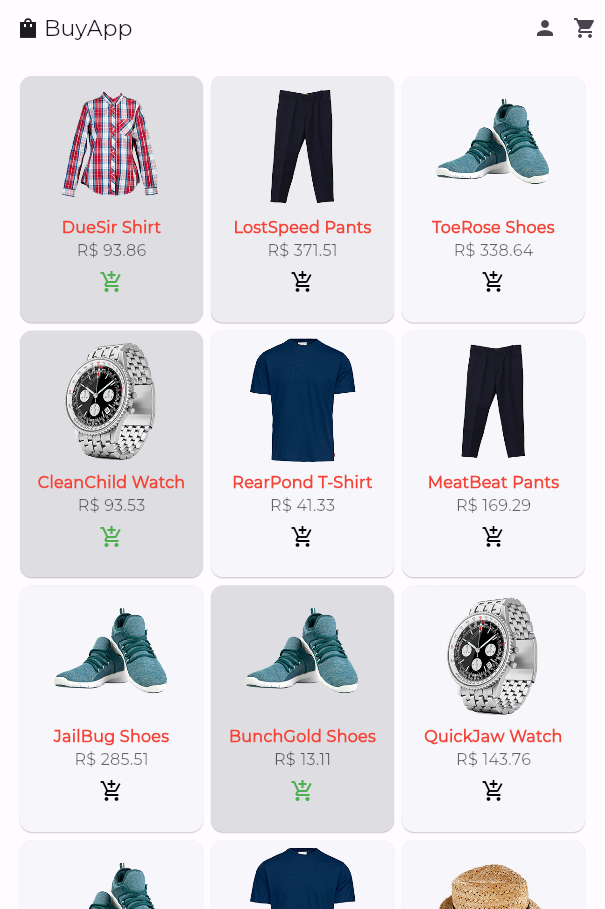 BuyApp
DueSir Shirt
R$ 93.86
LostSpeed Pants
R$ 371.51
ToeRose Shoes
R$ 338.64
CleanChild Watch
R$ 93.53
RearPond T-Shirt
R$ 41.33
MeatBeat Pants
R$ 169.29
JailBug Shoes
R$ 285.51
BunchGold Shoes
R$ 13.11
QuickJaw Watch
R$ 143.76